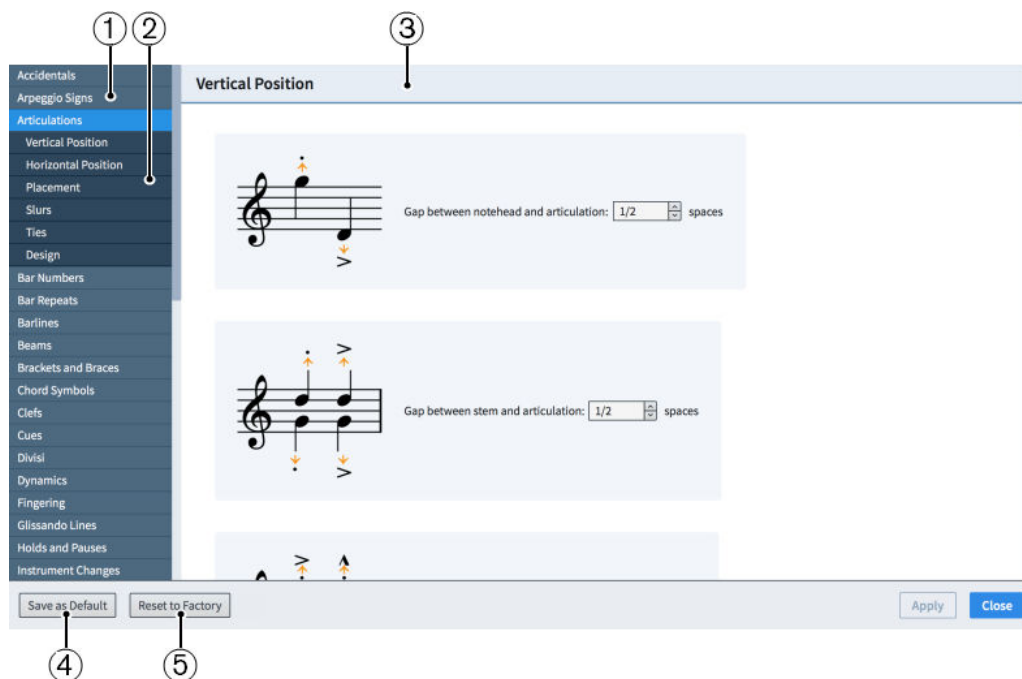 1 2 3
Accidentals
Arpeggio Signs
Articulations
Vertical Position
Horizontal Position
Placement
Slurs
Ties
Design
Bar Numbers
Bar Repeats
Barlines
Beams
Brackets and Braces
Chord Symbols
Clefs
Cues
Divisi
Dynamics
Fingering
Glissando Lines
Holds and Pauses
Instrument Changes
Vertical Position
Gap between notehead and articulation: 1/2 spaces
Gap between stem and articulation: 1/2 spaces
Save as Default Reset to Factory Apply Close
4 5